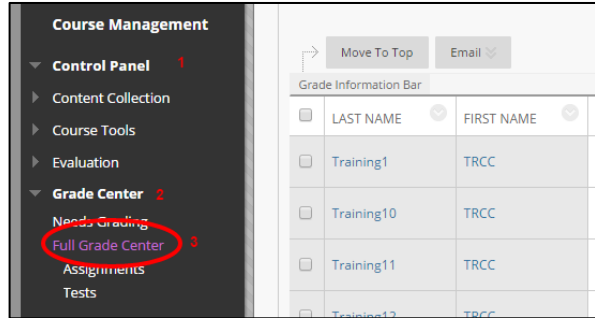 Course Management
Control Panel 1
Content Collection
Course Tools
Evaluation
Grade Center 2
Needs Grading
Full Grade Center 3
Assignments
Tests
Move To Top Email
Grade Information Bar
LAST NAME FIRST NAME
Training1 TRCC
Training10 TRCC
Training11 TRCC
Training12 TRCC